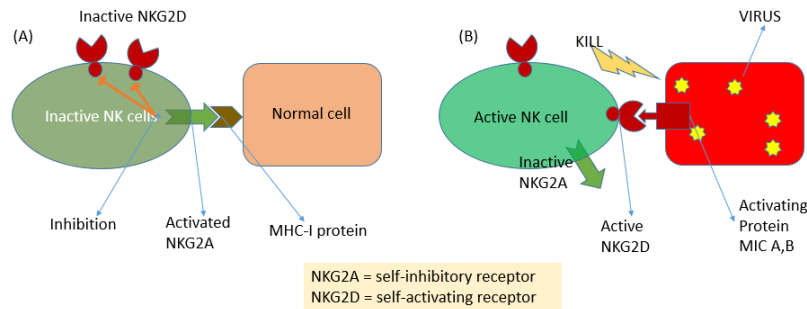 (A)
Inactive NKG2D
Inactive NK cells
Normal cell
Inhibition
Activated
NKG2A
MHC-I protein
(B)
KILL
VIRUS
Active NK cell
Inactive
NKG2A
Active
NKG2D
Activating
Protein
MIC A,B
NKG2A = self-inhibitory receptor
NKG2D = self-activating receptor